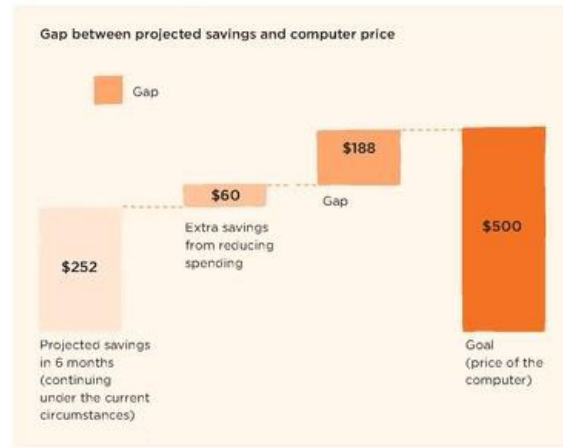 Gap between projected savings and computer price
Gap
$188
$60
Gap
Extra savings
from reducing
spending
$500
$252
Projected savings
in 6 months
(continuing
under the current
circumstances)
Goal
(price of the
computer)